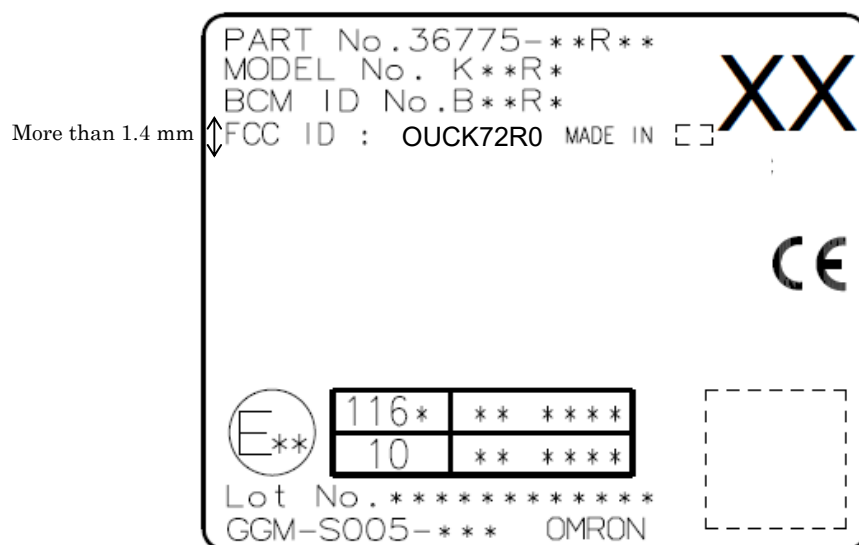 PART No.36775-**R**
MODEL No. K**R*
BCM ID No.B**R*
XX
More than 1.4 mm
FCC ID : OUCK72R0 MADE IN
CE
E**
116* ** ****
10 ** ****
Lot No.************
GGM-S005-*** OMRON